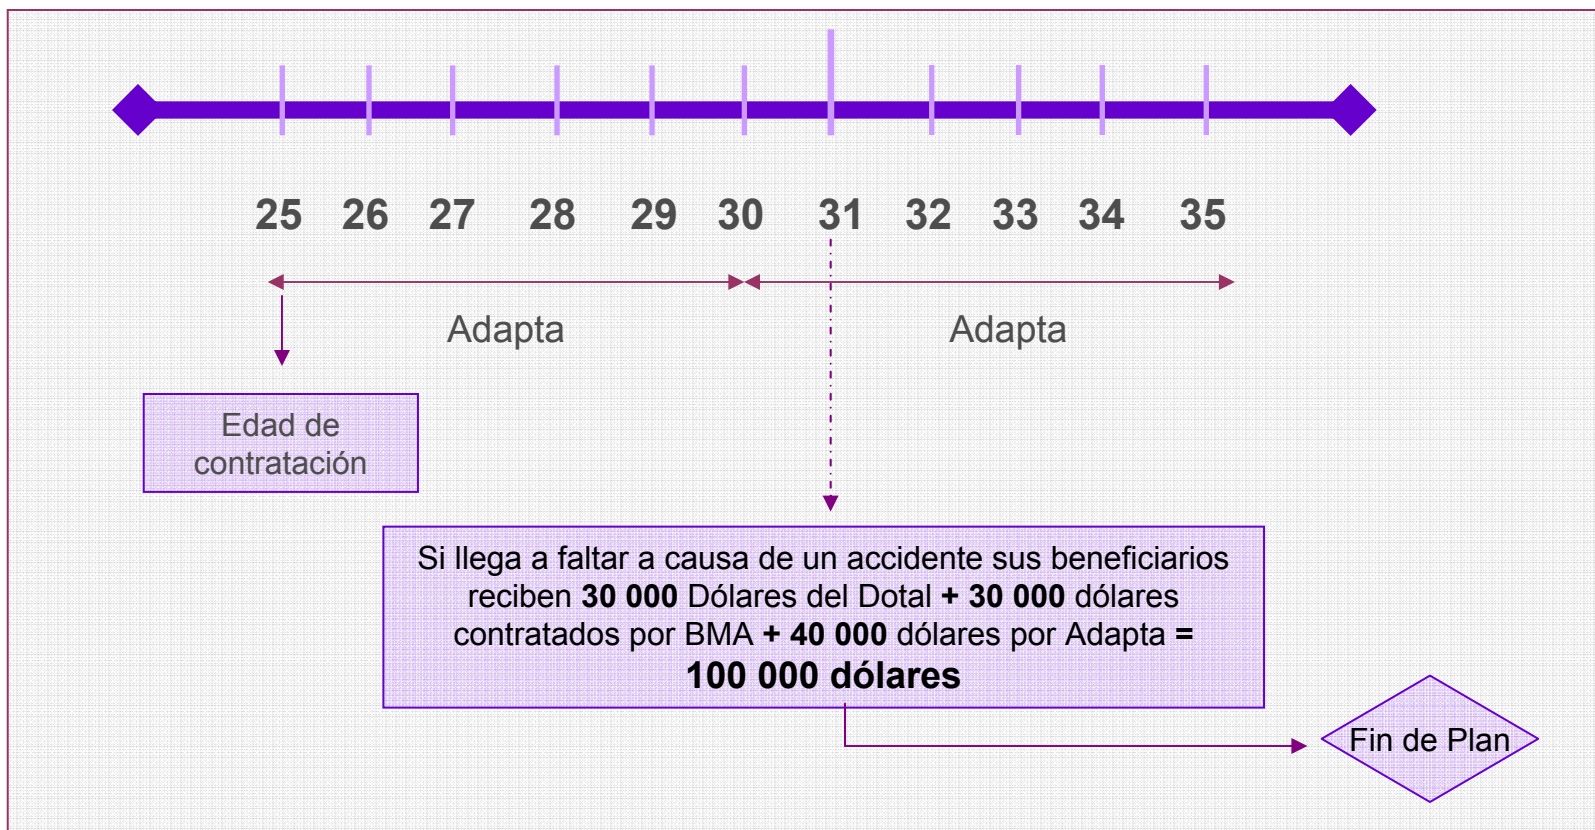 25 26 27 28 29 30 31 32 33 34 35
Adapta Adapta
Edad de
contratación
Si llega a faltar a causa de un accidente sus beneficiarios
reciben 30 000 Dólares del Dotal + 30 000 dólares
contratados por BMA + 40 000 dólares por Adapta =
100 000 dólares
Fin de Plan